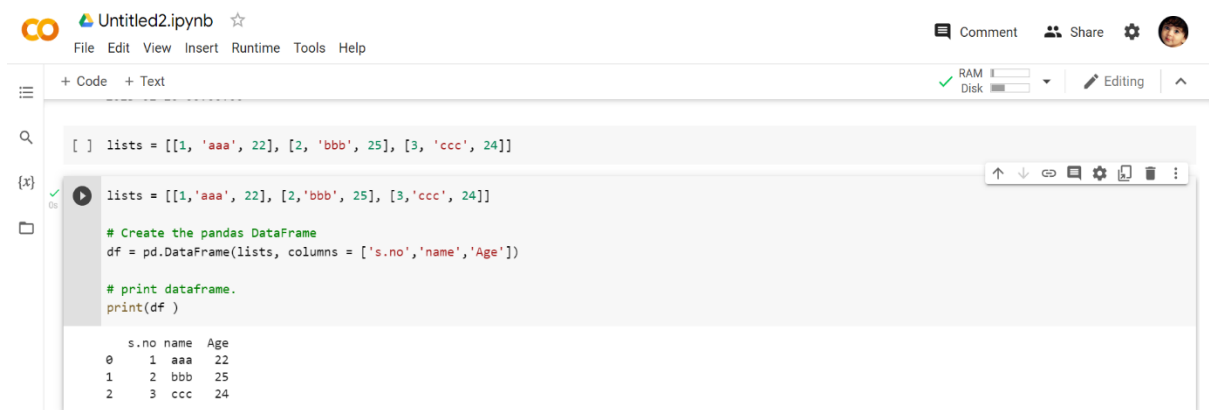 Untitled2.ipynb
File Edit View Insert Runtime Tools Help
Comment
Share
+ Code + Text
RAM
Disk
Editing
[ ] lists = [[1, 'aaa', 22], [2, 'bbb', 25], [3, 'ccc', 24]]
{x}
0s
lists = [[1,'aaa', 22], [2,'bbb', 25], [3,'ccc', 24]]
# Create the pandas DataFrame
df = pd.DataFrame(lists, columns = ['s.no','name','Age'])
# print dataframe.
print(df )
s.no name Age
0 1 aaa 22
1 2 bbb 25
2 3 ccc 24